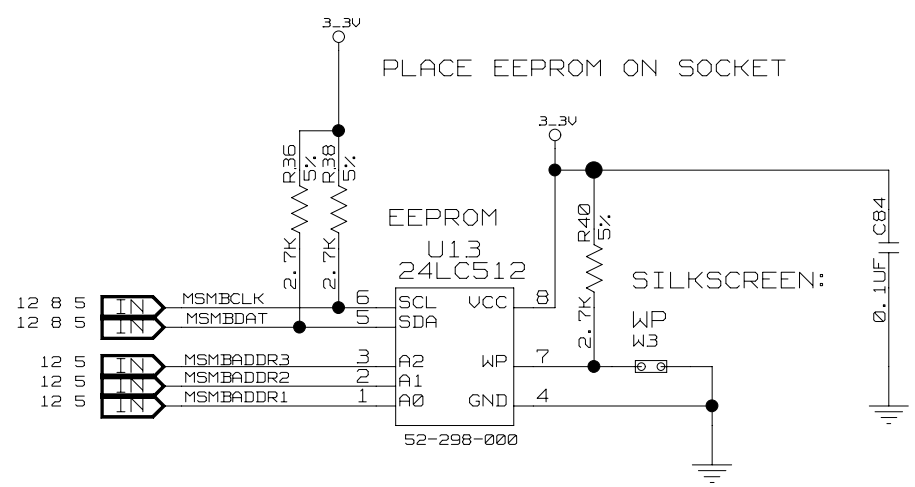 3_3V
PLACE EEPROM ON SOCKET
3_3V
R36
5%
2.7K
R38
5%
2.7K
R40
5%
2.7K
C84
0.1UF
EEPROM
U13
24LC512
SILKSCREEN:
WP
W3
12 8 5 IN MSMBCLK 6 SCL VCC 8
12 8 5 IN MSMBDAT 5 SDA
12 5 IN MSMBADDR3 3 A2 WP 7
12 5 IN MSMBADDR2 2 A1
12 5 IN MSMBADDR1 1 A0 GND 4
52-298-000